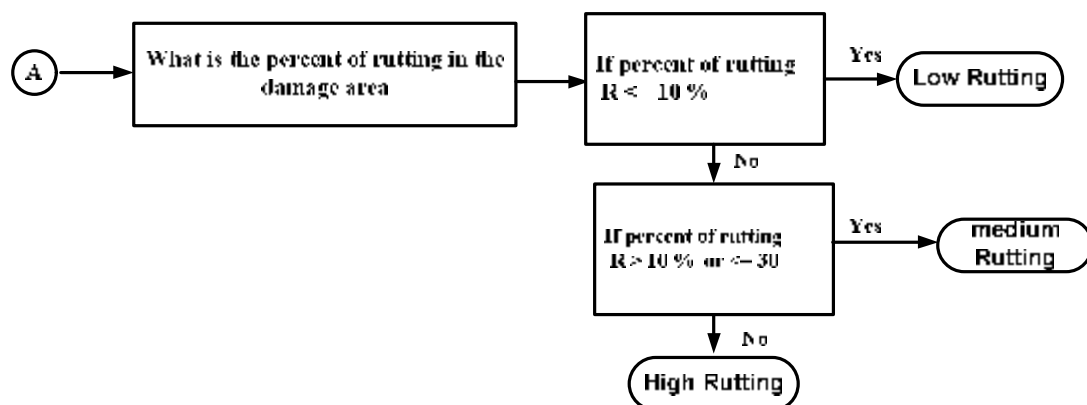 A
What is the percent of rutting in the
damage area
If percent of rutting
R < 10 %
Yes
Low Rutting
No
If percent of rutting
R > 10 % or <= 30
Yes
medium
Rutting
No
High Rutting